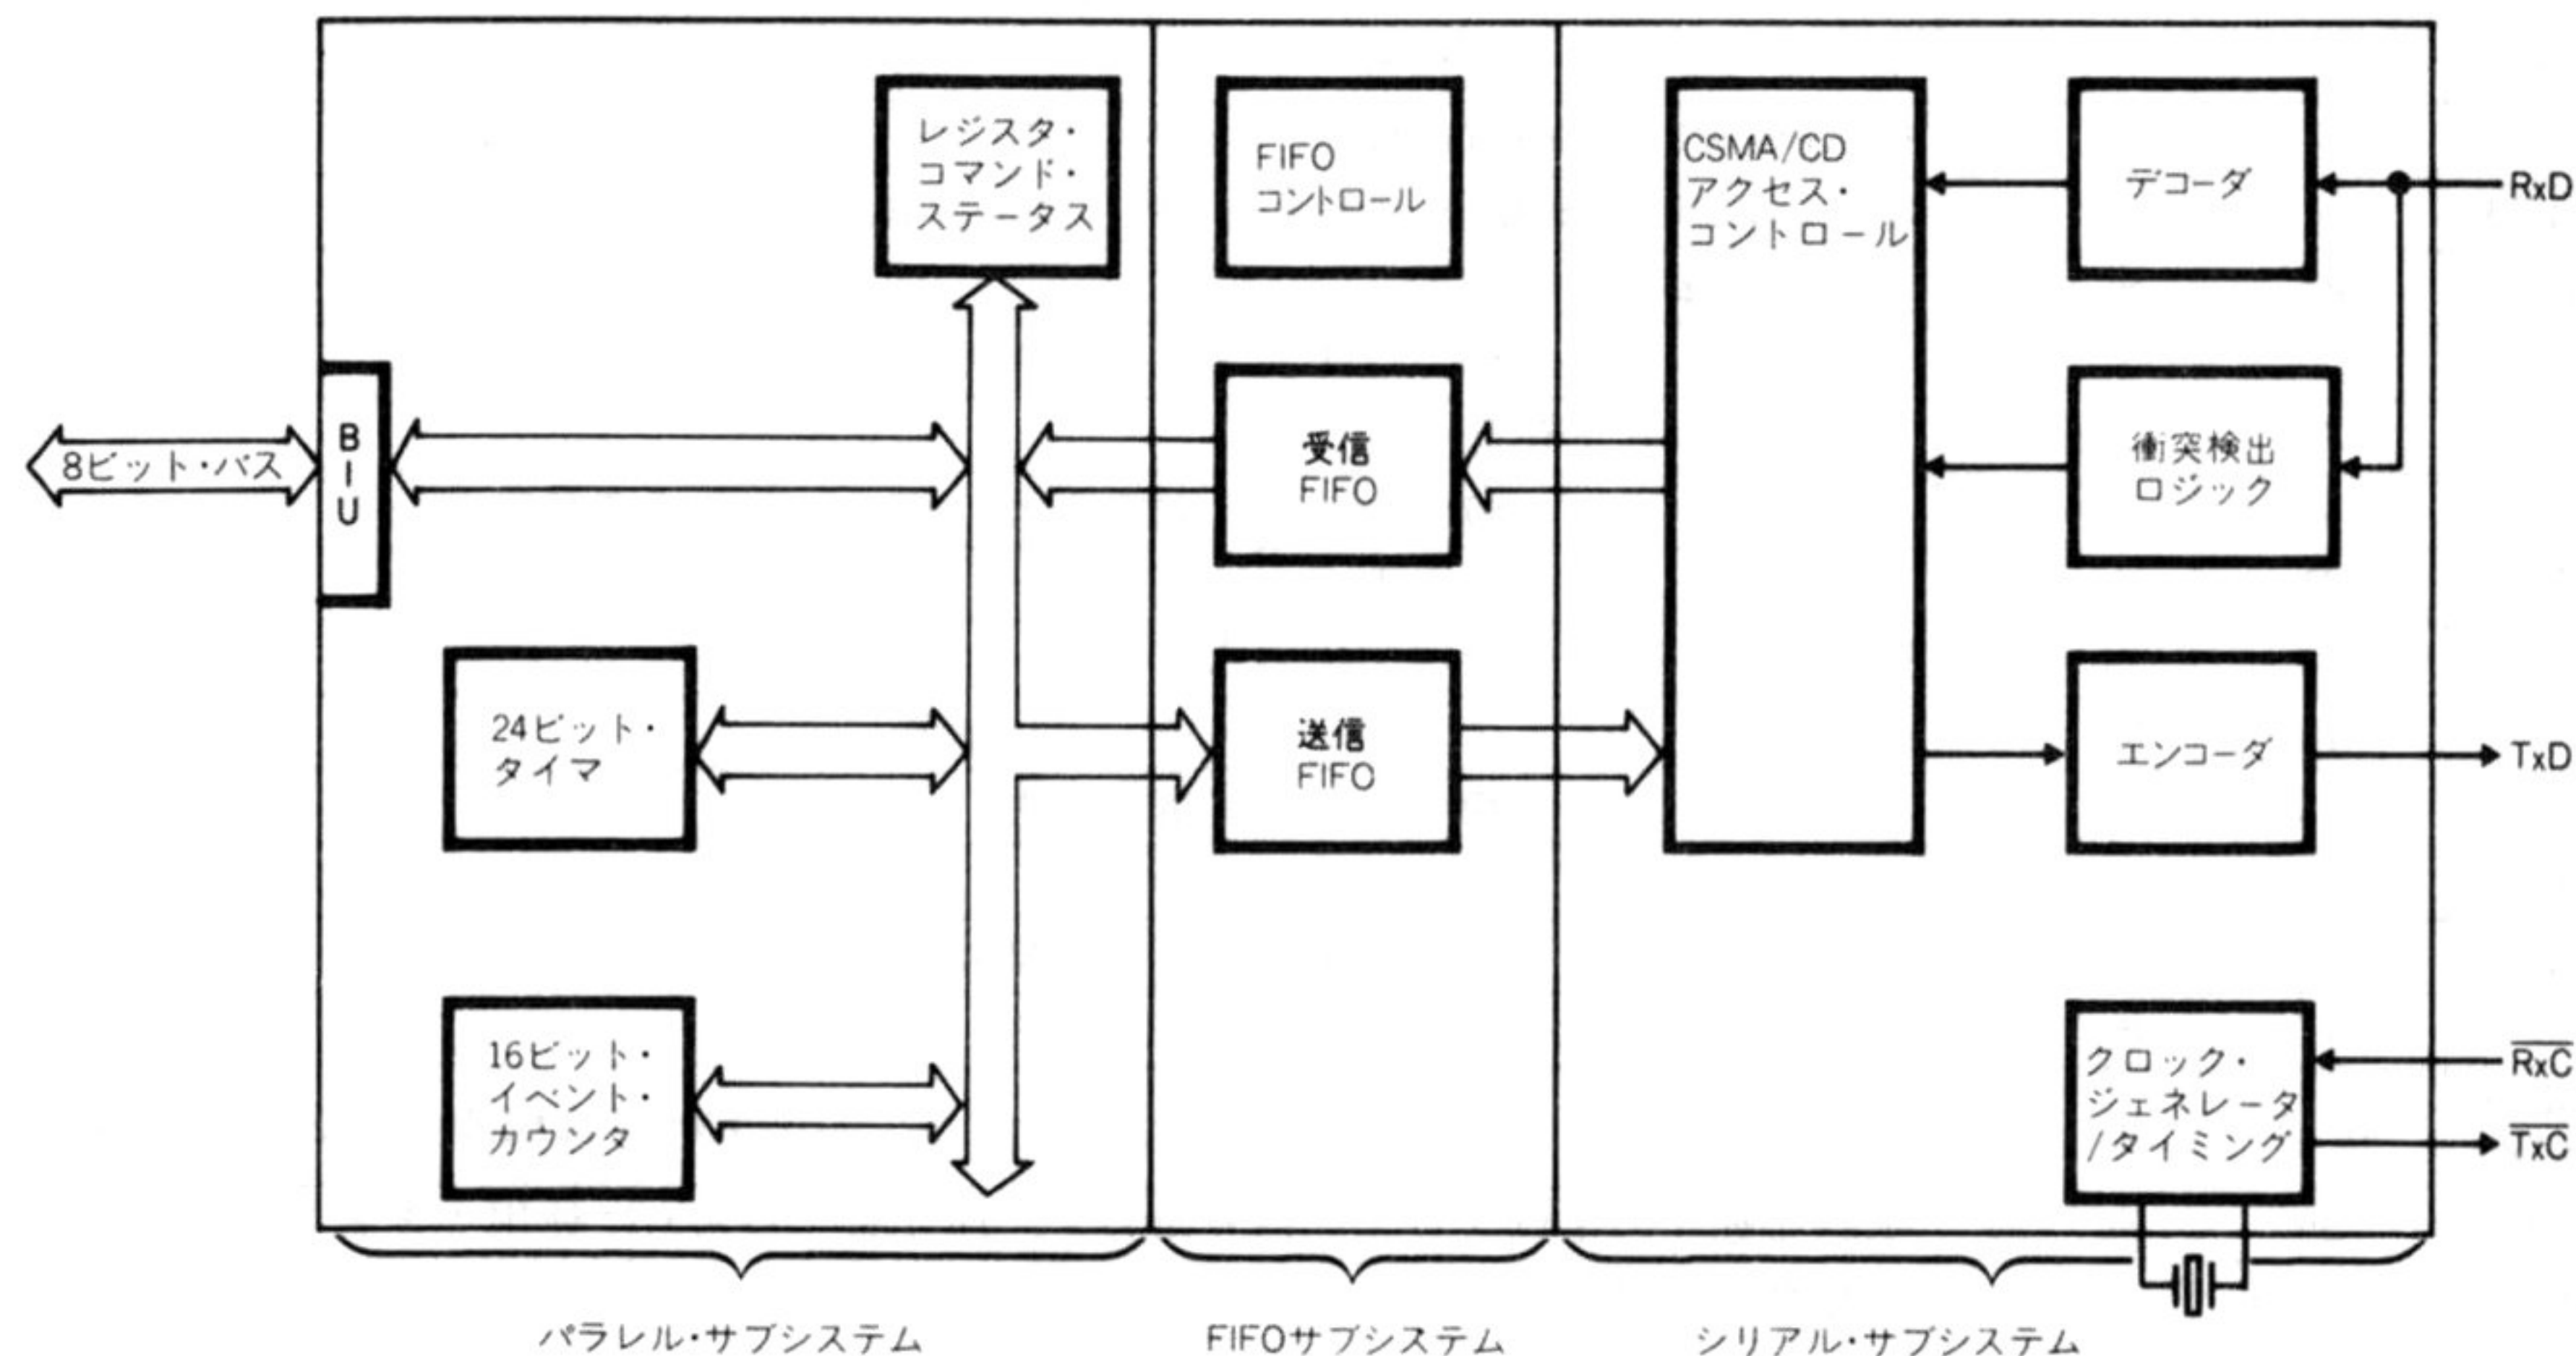 レジスタ・
コマンド・
ステータス
FIFO
コントロール
CSMA/CD
アクセス・
コントロール
デコーダ
RxD
8ビット・バス
B
I
U
受信
FIFO
衝突検出
ロジック
24ビット・
タイマ
送信
FIFO
エンコーダ
TxD
16ビット・
イベント・
カウンタ
クロック・
ジェネレータ
/タイミング
R̅x̅C̅
T̅x̅C̅
パラレル・サブシステム
FIFOサブシステム
シリアル・サブシステム